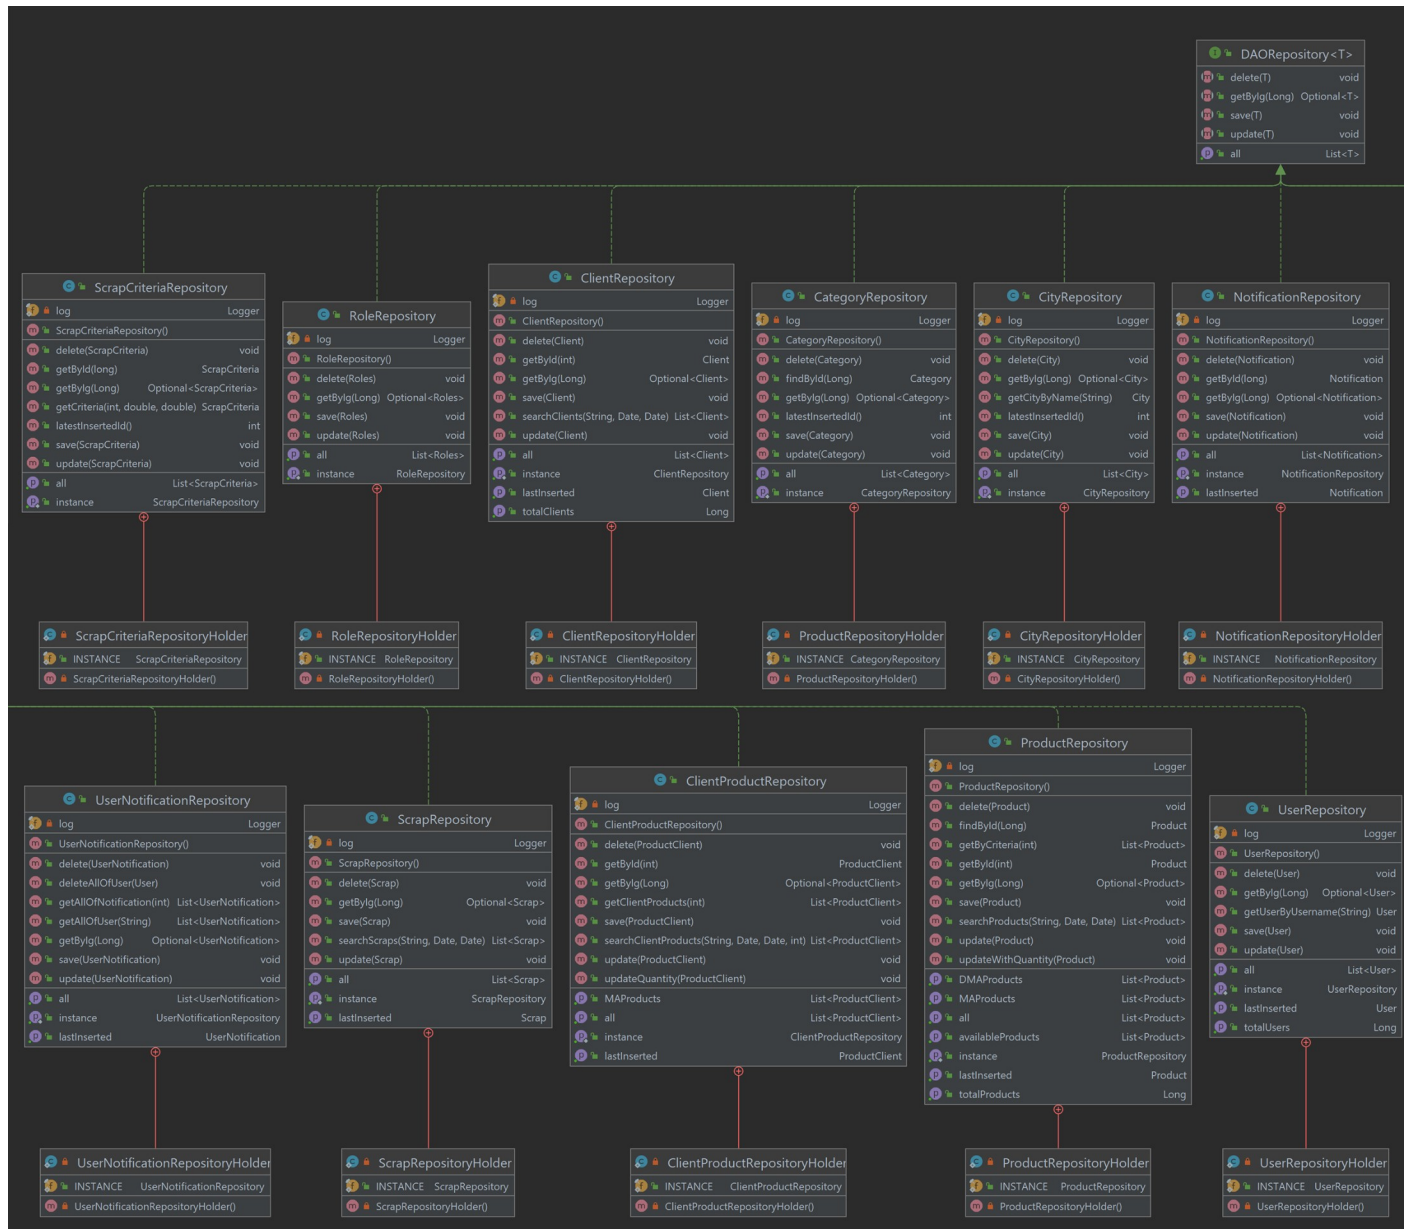 DAORepository<T>
delete(T) void
getByIg(Long) Optional<T>
save(T) void
update(T) void
all List<T>
ScrapCriteriaRepository
log Logger
ScrapCriteriaRepository()
delete(ScrapCriteria) void
getById(long) ScrapCriteria
getByIg(Long) Optional<ScrapCriteria>
getCriteria(int, double, double) ScrapCriteria
latestInsertedId() int
save(ScrapCriteria) void
update(ScrapCriteria) void
all List<ScrapCriteria>
instance ScrapCriteriaRepository
RoleRepository
log Logger
RoleRepository()
delete(Roles) void
getByIg(Long) Optional<Roles>
save(Roles) void
update(Roles) void
all List<Roles>
instance RoleRepository
ClientRepository
log Logger
ClientRepository()
delete(Client) void
getById(int) Client
getByIg(Long) Optional<Client>
save(Client) void
searchClients(String, Date, Date) List<Client>
update(Client) void
all List<Client>
instance ClientRepository
lastInserted Client
totalClients Long
CategoryRepository
log Logger
CategoryRepository()
delete(Category) void
findById(Long) Category
getByIg(Long) Optional<Category>
latestInsertedId() int
save(Category) void
update(Category) void
all List<Category>
instance CategoryRepository
CityRepository
log Logger
CityRepository()
delete(City) void
getByIg(Long) Optional<City>
getCityByName(String) City
latestInsertedId() int
save(City) void
update(City) void
all List<City>
instance CityRepository
NotificationRepository
log Logger
NotificationRepository()
delete(Notification) void
getById(long) Notification
getByIg(Long) Optional<Notification>
save(Notification) void
update(Notification) void
all List<Notification>
instance NotificationRepository
lastInserted Notification
ScrapCriteriaRepositoryHolder
INSTANCE ScrapCriteriaRepository
ScrapCriteriaRepositoryHolder()
RoleRepositoryHolder
INSTANCE RoleRepository
RoleRepositoryHolder()
ClientRepositoryHolder
INSTANCE ClientRepository
ClientRepositoryHolder()
ProductRepositoryHolder
INSTANCE CategoryRepository
ProductRepositoryHolder()
CityRepositoryHolder
INSTANCE CityRepository
CityRepositoryHolder()
NotificationRepositoryHolder
INSTANCE NotificationRepository
NotificationRepositoryHolder()
UserNotificationRepository
log Logger
UserNotificationRepository()
delete(UserNotification) void
deleteAllOfUser(User) void
getAllOfNotification(int) List<UserNotification>
getAllOfUser(String) List<UserNotification>
getByIg(Long) Optional<UserNotification>
save(UserNotification) void
update(UserNotification) void
all List<UserNotification>
instance UserNotificationRepository
lastInserted UserNotification
ScrapRepository
log Logger
ScrapRepository()
delete(Scrap) void
getByIg(Long) Optional<Scrap>
save(Scrap) void
searchScraps(String, Date, Date) List<Scrap>
update(Scrap) void
all List<Scrap>
instance ScrapRepository
lastInserted Scrap
ClientProductRepository
log Logger
ClientProductRepository()
delete(ProductClient) void
getById(int) ProductClient
getByIg(Long) Optional<ProductClient>
getClientProducts(int) List<ProductClient>
save(ProductClient) void
searchClientProducts(String, Date, Date, int) List<ProductClient>
update(ProductClient) void
updateQuantity(ProductClient) void
MAProducts List<ProductClient>
all List<ProductClient>
instance ClientProductRepository
lastInserted ProductClient
ProductRepository
log Logger
ProductRepository()
delete(Product) void
findById(Long) Product
getByCriteria(int) List<Product>
getById(int) Product
getByIg(Long) Optional<Product>
save(Product) void
searchProducts(String, Date, Date) List<Product>
update(Product) void
updateWithQuantity(Product) void
DMAProducts List<Product>
MAProducts List<Product>
all List<Product>
availableProducts List<Product>
instance ProductRepository
lastInserted Product
totalProducts Long
UserRepository
log Logger
UserRepository()
delete(User) void
getByIg(Long) Optional<User>
getUserByUsername(String) User
save(User) void
update(User) void
all List<User>
instance UserRepository
lastInserted User
totalUsers Long
UserNotificationRepositoryHolder
INSTANCE UserNotificationRepository
UserNotificationRepositoryHolder()
ScrapRepositoryHolder
INSTANCE ScrapRepository
ScrapRepositoryHolder()
ClientProductRepositoryHolder
INSTANCE ClientProductRepository
ClientProductRepositoryHolder()
ProductRepositoryHolder
INSTANCE ProductRepository
ProductRepositoryHolder()
UserRepositoryHolder
INSTANCE UserRepository
UserRepositoryHolder()